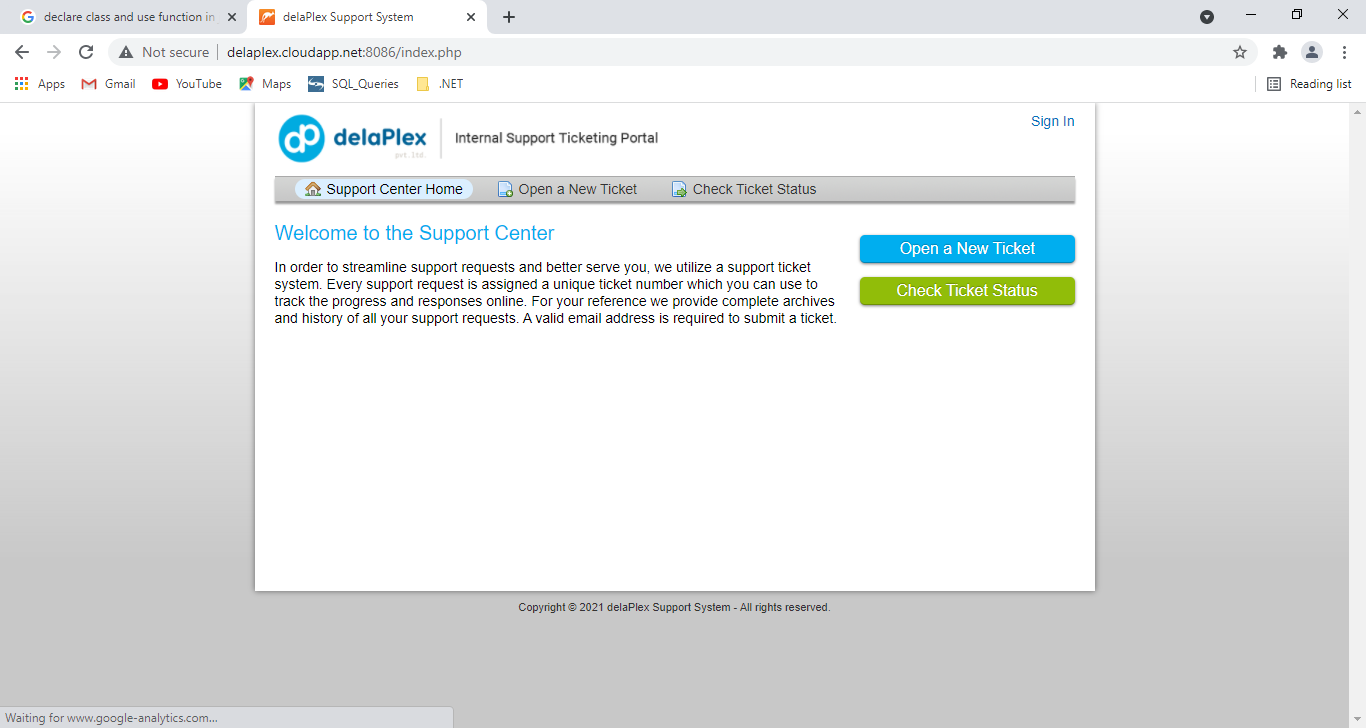 declare class and use function in
delaPlex Support System
Not secure
delaplex.cloudapp.net:8086/index.php
Apps
Gmail
YouTube
Maps
SQL_Queries
.NET
Reading list
dp delaPlex
pvt.ltd.
Internal Support Ticketing Portal
Sign In
Support Center Home
Open a New Ticket
Check Ticket Status
Welcome to the Support Center
In order to streamline support requests and better serve you, we utilize a support ticket
system. Every support request is assigned a unique ticket number which you can use to
track the progress and responses online. For your reference we provide complete archives
and history of all your support requests. A valid email address is required to submit a ticket.
Open a New Ticket
Check Ticket Status
Copyright © 2021 delaPlex Support System - All rights reserved.
Waiting for www.google-analytics.com...